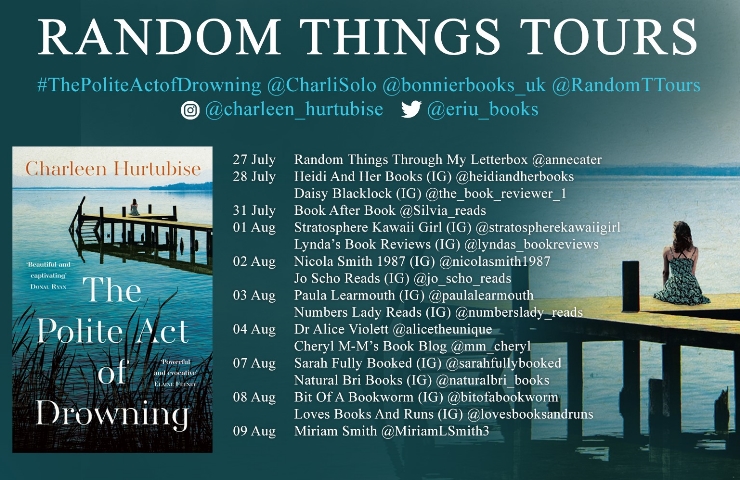 RANDOM THINGS TOURS
#ThePoliteActofDrowning @CharliSolo @bonnierbooks_uk @RandomTTours
@charleen_hurtubise @eriu_books
Charleen Hurtubise
'Beautiful and
captivating'
DONAL RYAN
The
Polite Act
of
Drowning
'Powerful
and evocative'
ELAINE FEENEY
27 July Random Things Through My Letterbox @annecater
28 July Heidi And Her Books (IG) @heidiandherbooks
Daisy Blacklock (IG) @the_book_reviewer_1
31 July Book After Book @Silvia_reads
01 Aug Stratosphere Kawaii Girl (IG) @stratospherekawaiigirl
Lynda's Book Reviews (IG) @lyndas_bookreviews
02 Aug Nicola Smith 1987 (IG) @nicolasmith1987
Jo Scho Reads (IG) @jo_scho_reads
03 Aug Paula Learmouth (IG) @paulalearmouth
Numbers Lady Reads (IG) @numberslady_reads
04 Aug Dr Alice Violett @alicetheunique
Cheryl M-M's Book Blog @mm_cheryl
07 Aug Sarah Fully Booked (IG) @sarahfullybooked
Natural Bri Books (IG) @naturalbri_books
08 Aug Bit Of A Bookworm (IG) @bitofabookworm
Loves Books And Runs (IG) @lovesbooksandruns
09 Aug Miriam Smith @MiriamLSmith3